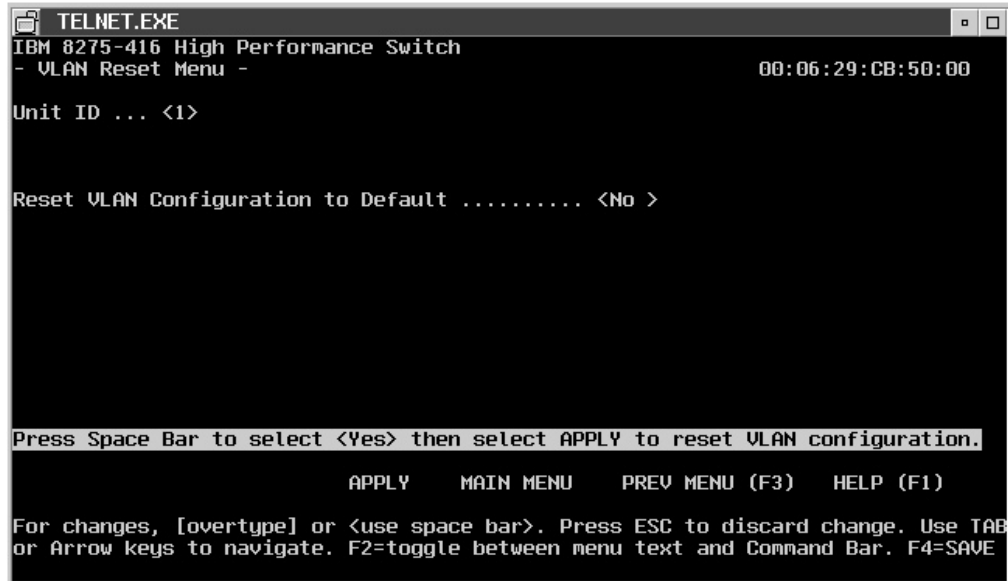 TELNET.EXE
IBM 8275-416 High Performance Switch
- VLAN Reset Menu - 00:06:29:CB:50:00
Unit ID ... <1>
Reset VLAN Configuration to Default .......... <No >
Press Space Bar to select <Yes> then select APPLY to reset VLAN configuration.
APPLY MAIN MENU PREV MENU (F3) HELP (F1)
For changes, [overtype] or <use space bar>. Press ESC to discard change. Use TAB
or Arrow keys to navigate. F2=toggle between menu text and Command Bar. F4=SAVE